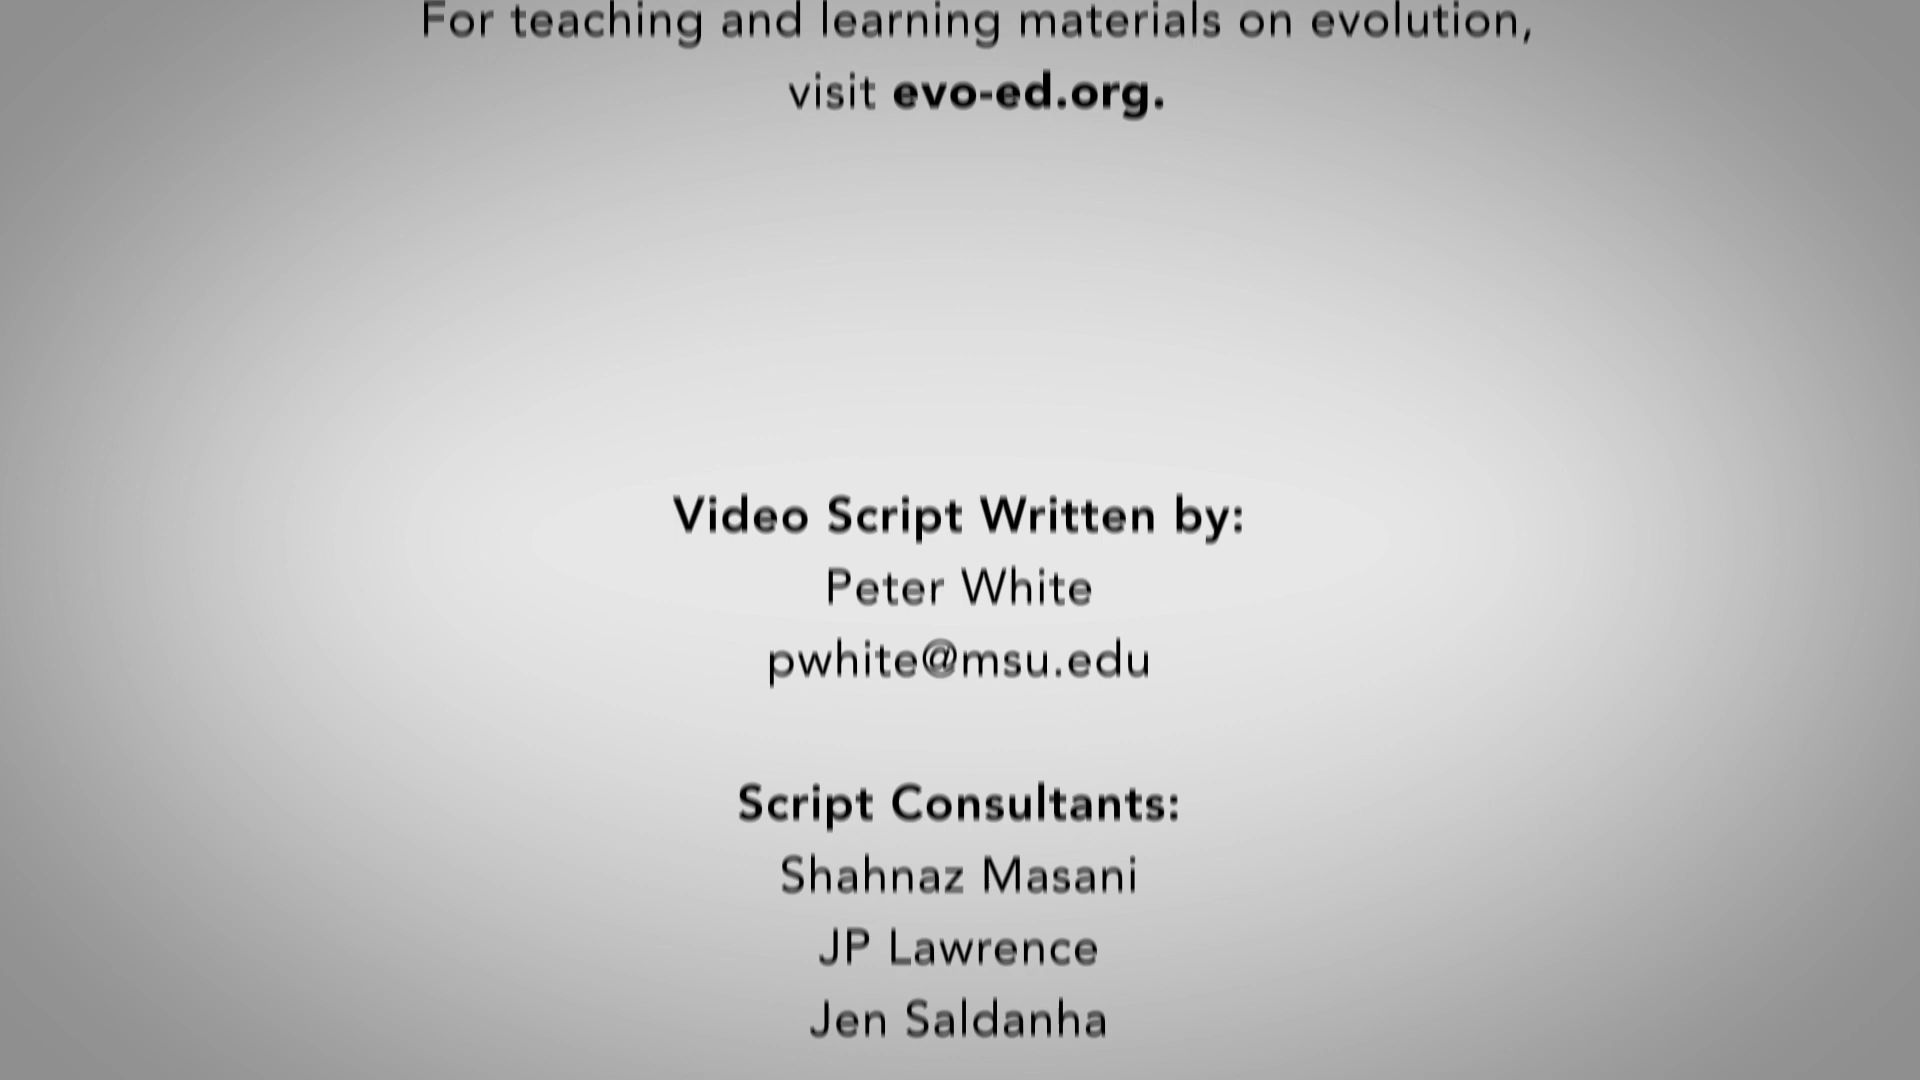 For teaching and learning materials on evolution,
visit evo-ed.org.
Video Script Written by:
Peter White
pwhite@msu.edu
Script Consultants:
Shahnaz Masani
JP Lawrence
Jen Saldanha